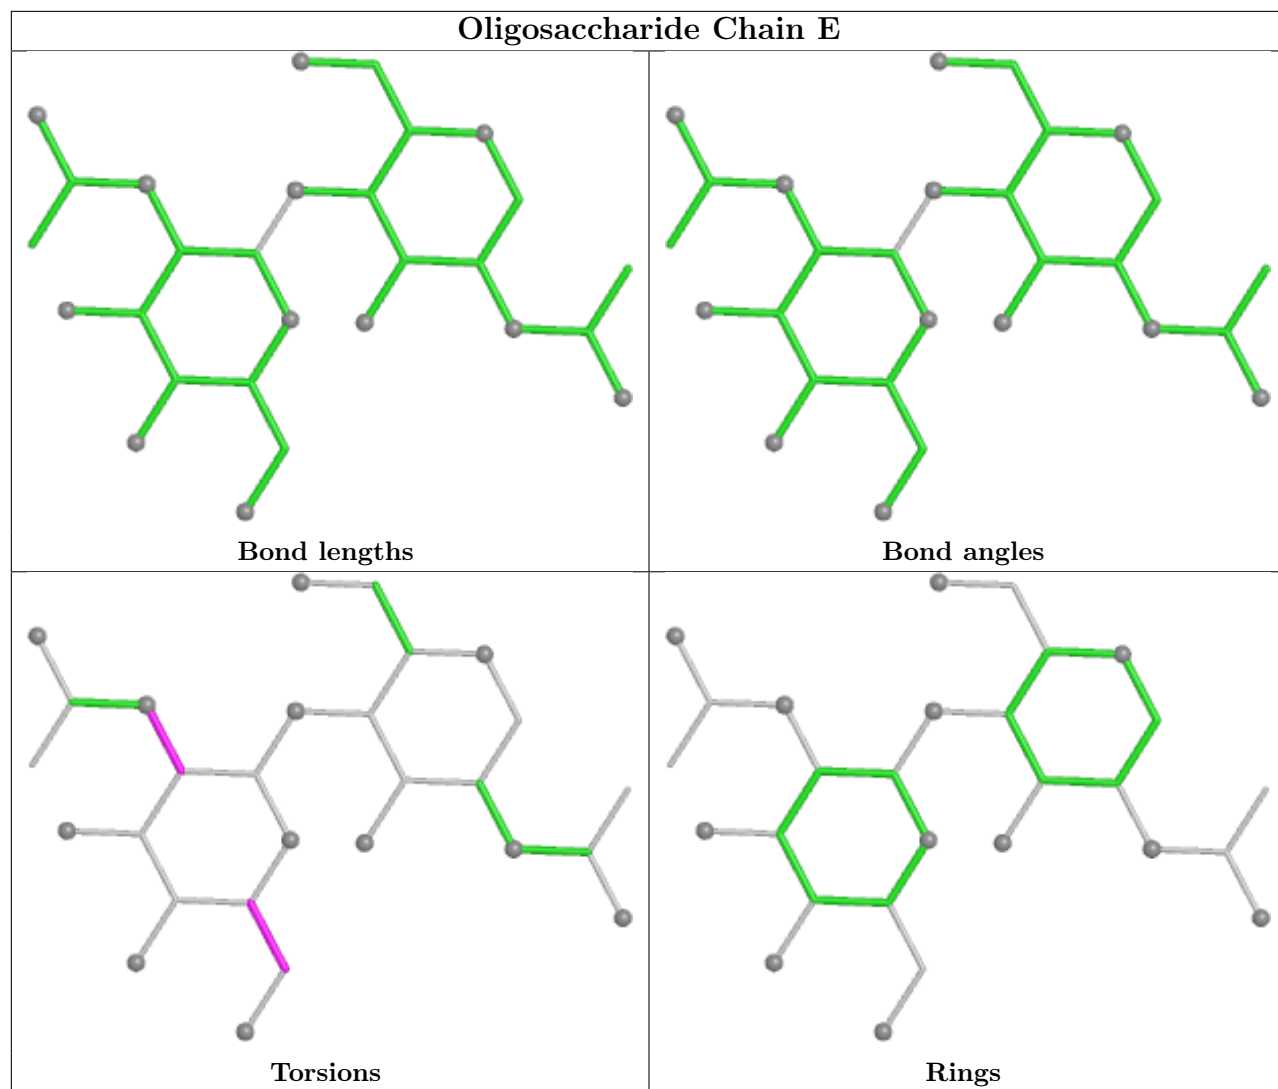 Oligosaccharide Chain E
Bond lengths
Bond angles
Torsions
Rings